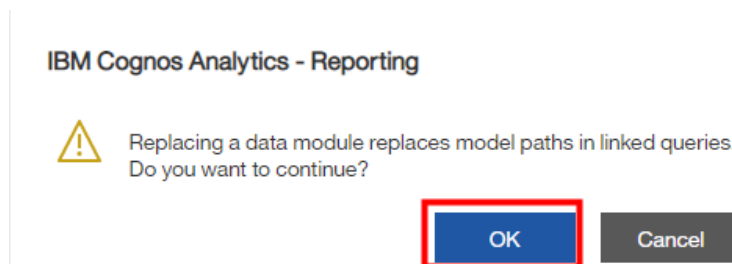 IBM Cognos Analytics - Reporting
Replacing a data module replaces model paths in linked queries
Do you want to continue?
OK
Cancel